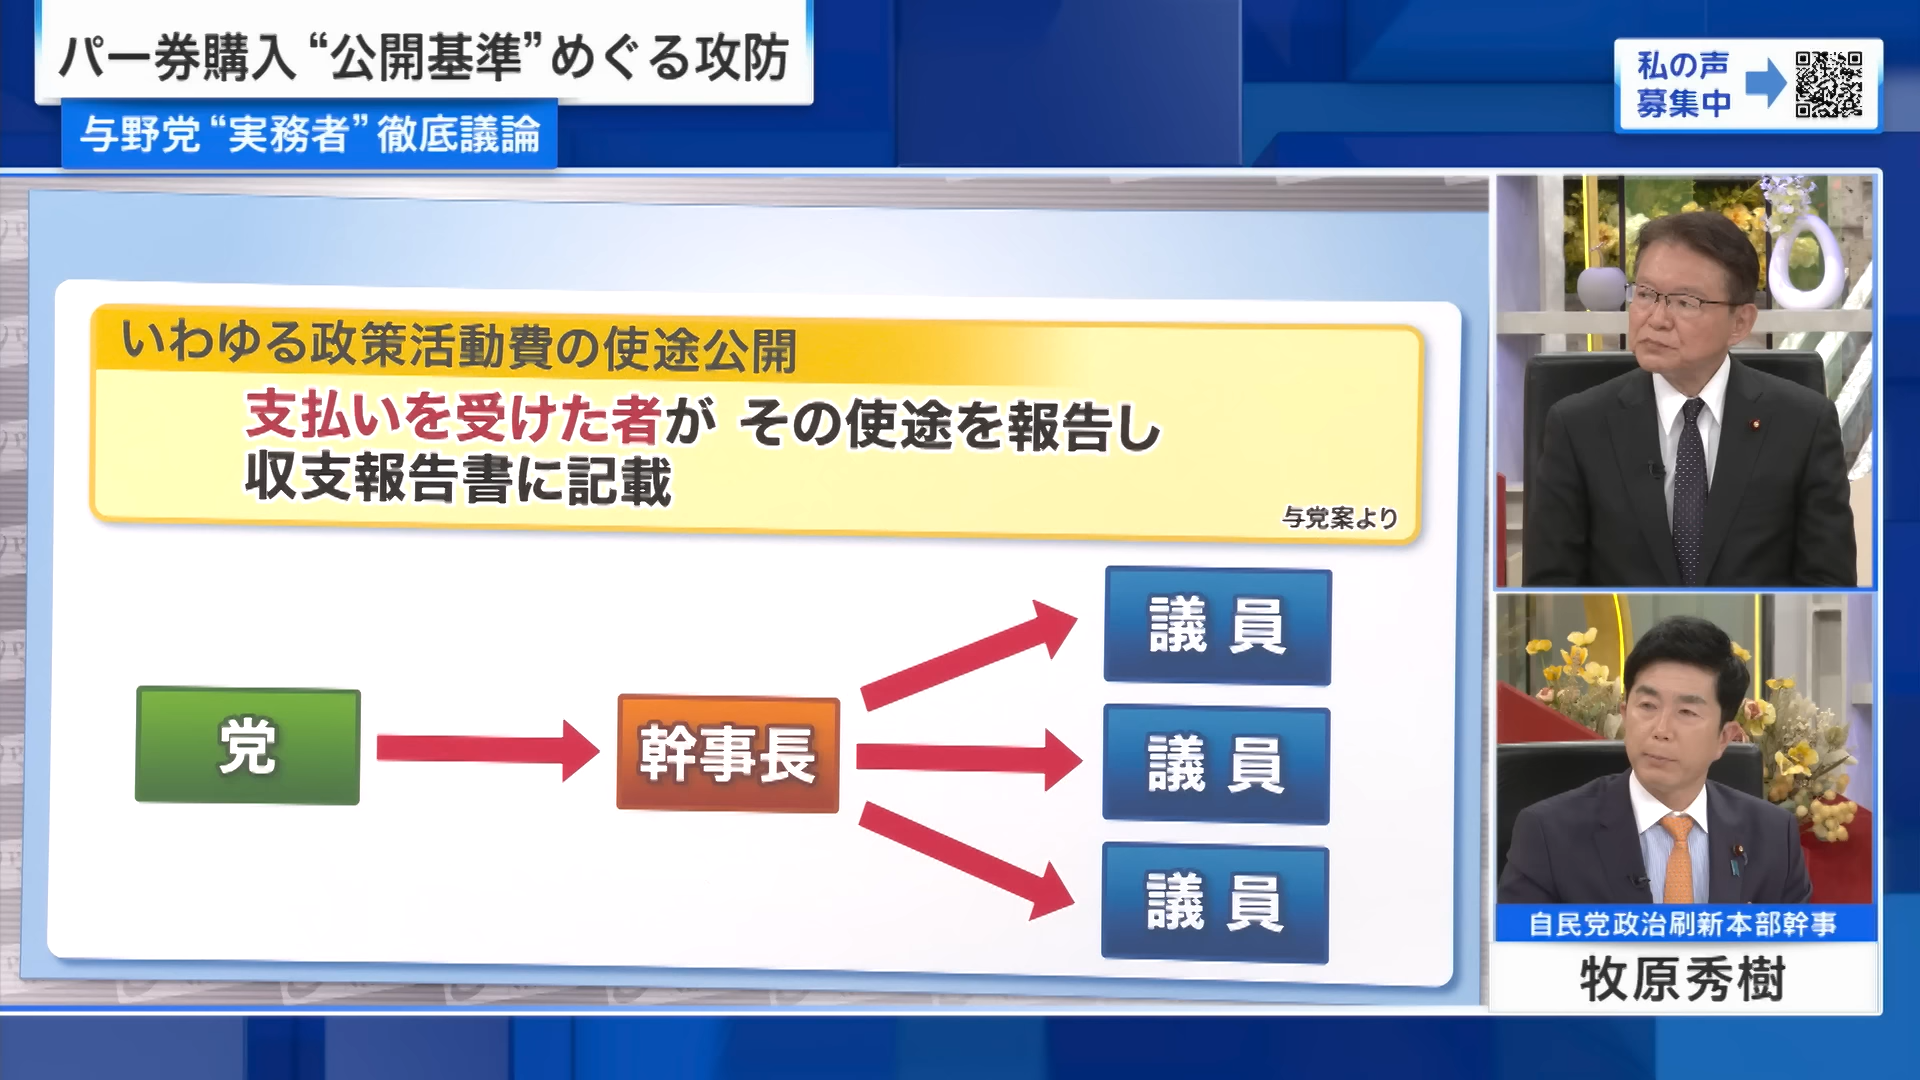 パー券購入“公開基準”めぐる攻防
与野党“実務者”徹底議論
私の声
募集中
いわゆる政策活動費の使途公開
支払いを受けた者が その使途を報告し
収支報告書に記載
与党案より
党
幹事長
議員
議員
議員
自民党政治刷新本部幹事
牧原秀樹